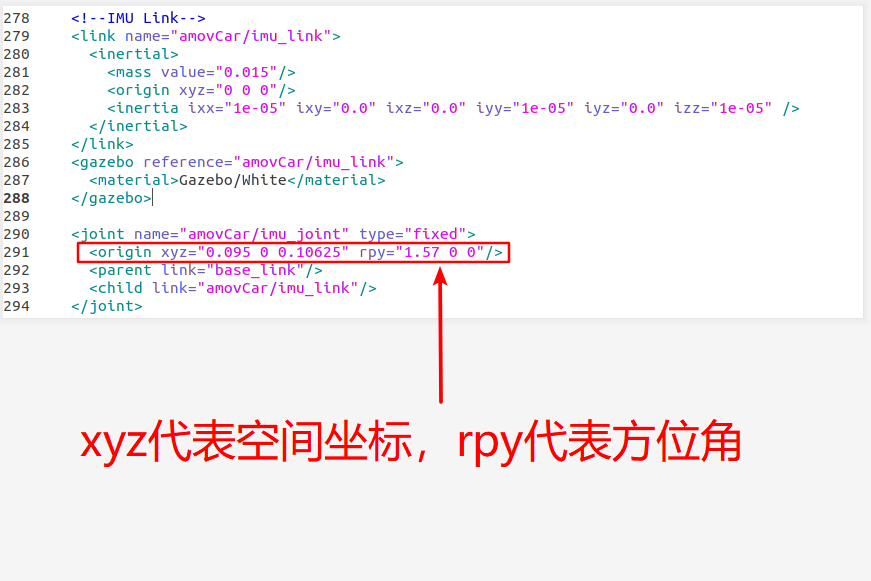 278 <!--IMU Link-->
279 <link name="amovCar/imu_link">
280 <inertial>
281 <mass value="0.015"/>
282 <origin xyz="0 0 0"/>
283 <inertia ixx="1e-05" ixy="0.0" ixz="0.0" iyy="1e-05" iyz="0.0" izz="1e-05" />
284 </inertial>
285 </link>
286 <gazebo reference="amovCar/imu_link">
287 <material>Gazebo/White</material>
288 </gazebo>
289
290 <joint name="amovCar/imu_joint" type="fixed">
291 <origin xyz="0.095 0 0.10625" rpy="1.57 0 0"/>
292 <parent link="base_link"/>
293 <child link="amovCar/imu_link"/>
294 </joint>
xyz代表空间坐标，rpy代表方位角